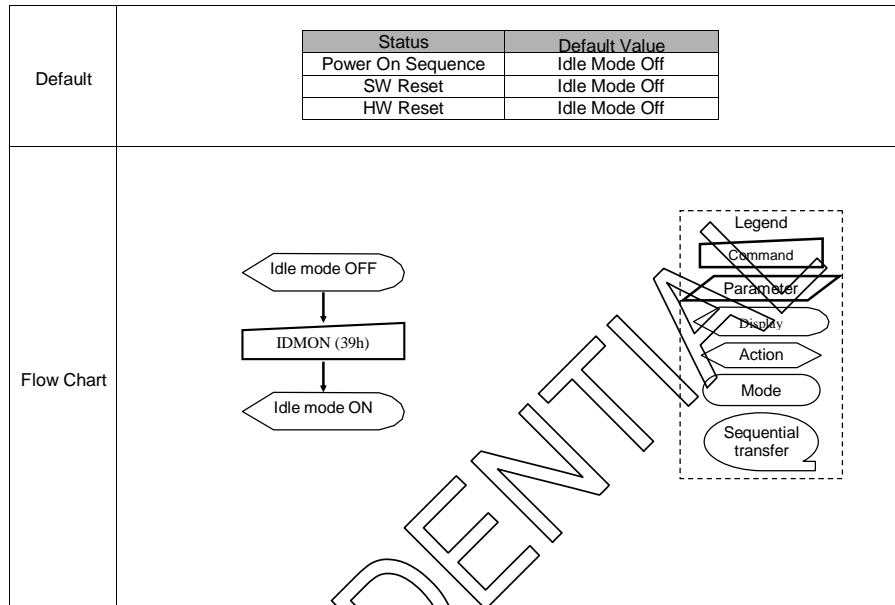 Default
Status Default Value
Power On Sequence Idle Mode Off
SW Reset Idle Mode Off
HW Reset Idle Mode Off
Flow Chart
Idle mode OFF
IDMON (39h)
Idle mode ON
Legend
Command
Parameter
Display
Action
Mode
Sequential
transfer
DENTIAL